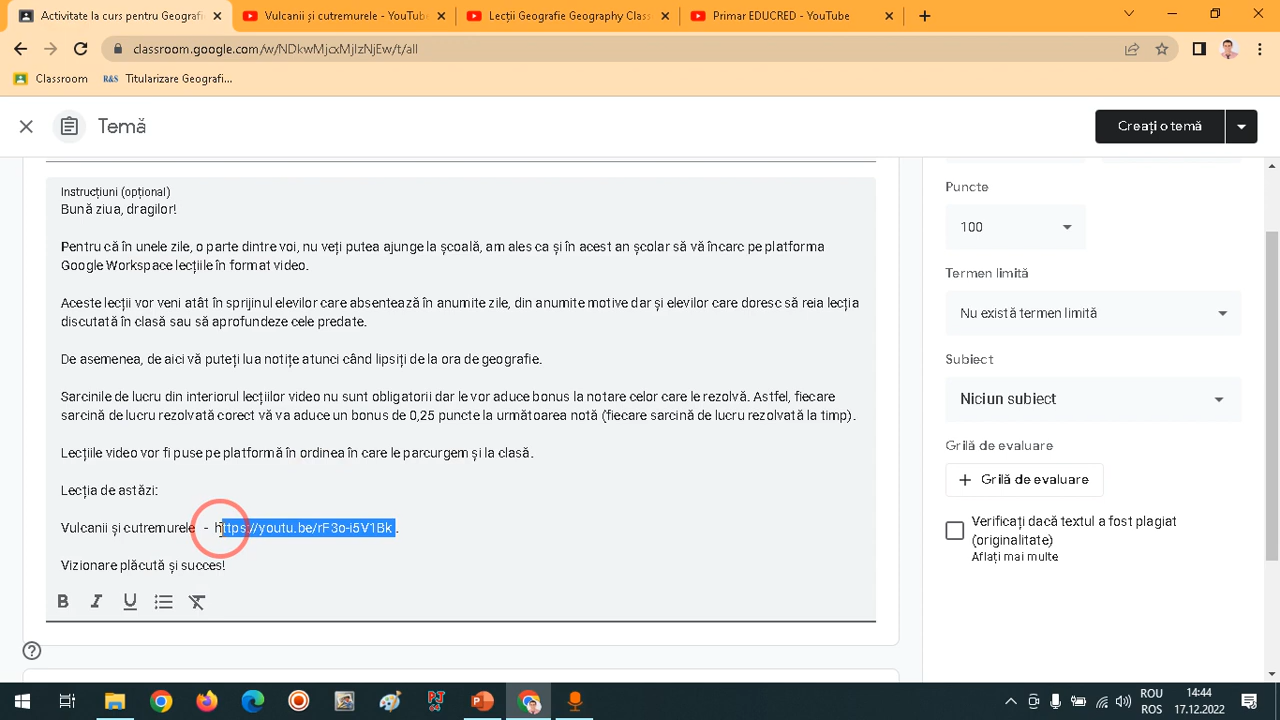 Activitate la curs pentru Geografi
Vulcanii și cutremurele - YouTu
Lecții Geografie Geography Class
Primar EDUCRED - YouTube
classroom.google.com/w/NDkwMjcxMjIzNjEw/t/all
Classroom
R&S Titularizare Geografi...
Temă
Creați o temă
Instrucțiuni (opțional)
Bună ziua, dragilor!
Pentru că în unele zile, o parte dintre voi, nu veți putea ajunge la școală, am ales ca și în acest an școlar să vă încarc pe platforma
Google Workspace lecțiile în format video.
Aceste lecții vor veni atât în sprijinul elevilor care absentează în anumite zile, din anumite motive dar și elevilor care doresc să reia lecția
discutată în clasă sau să aprofundeze cele predate.
De asemenea, de aici vă puteți lua notițe atunci când lipsiți de la ora de geografie.
Sarcinile de lucru din interiorul lecțiilor video nu sunt obligatorii dar le vor aduce bonus la notare celor care le rezolvă. Astfel, fiecare
sarcină de lucru rezolvată corect vă va aduce un bonus de 0,25 puncte la următoarea notă (fiecare sarcină de lucru rezolvată la timp).
Lecțiile video vor fi puse pe platformă în ordinea în care le parcurgem și la clasă.
Lecția de astăzi:
Vulcanii și cutremurele - https://youtu.be/rF3o-i5V1Bk .
Vizionare plăcută și succes!
B I U
Puncte
100
Termen limită
Nu există termen limită
Subiect
Niciun subiect
Grilă de evaluare
+ Grilă de evaluare
Verificați dacă textul a fost plagiat
(originalitate)
Aflați mai multe
ROU
ROS
14:44
17.12.2022